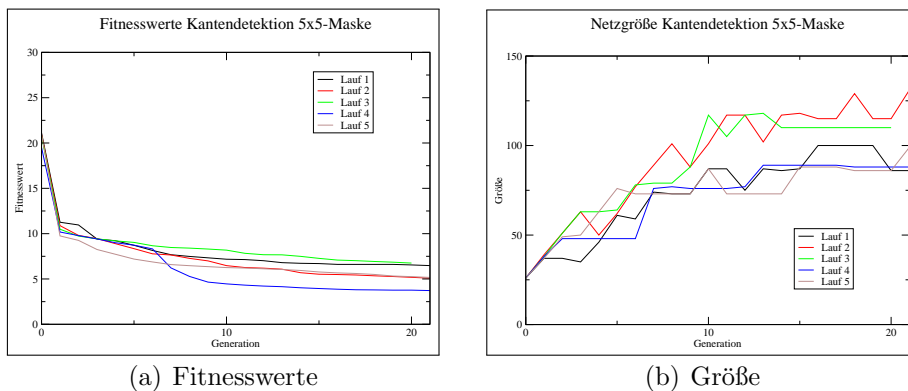 Fitnesswerte Kantendetektion 5x5-Maske
30
25
20
15
10
5
0
0
10
20
Fitnesswert
Generation
Lauf 1
Lauf 2
Lauf 3
Lauf 4
Lauf 5
(a) Fitnesswerte
Netzgröße Kantendetektion 5x5-Maske
150
100
50
0
0
10
20
Größe
Generation
Lauf 1
Lauf 2
Lauf 3
Lauf 4
Lauf 5
(b) Größe